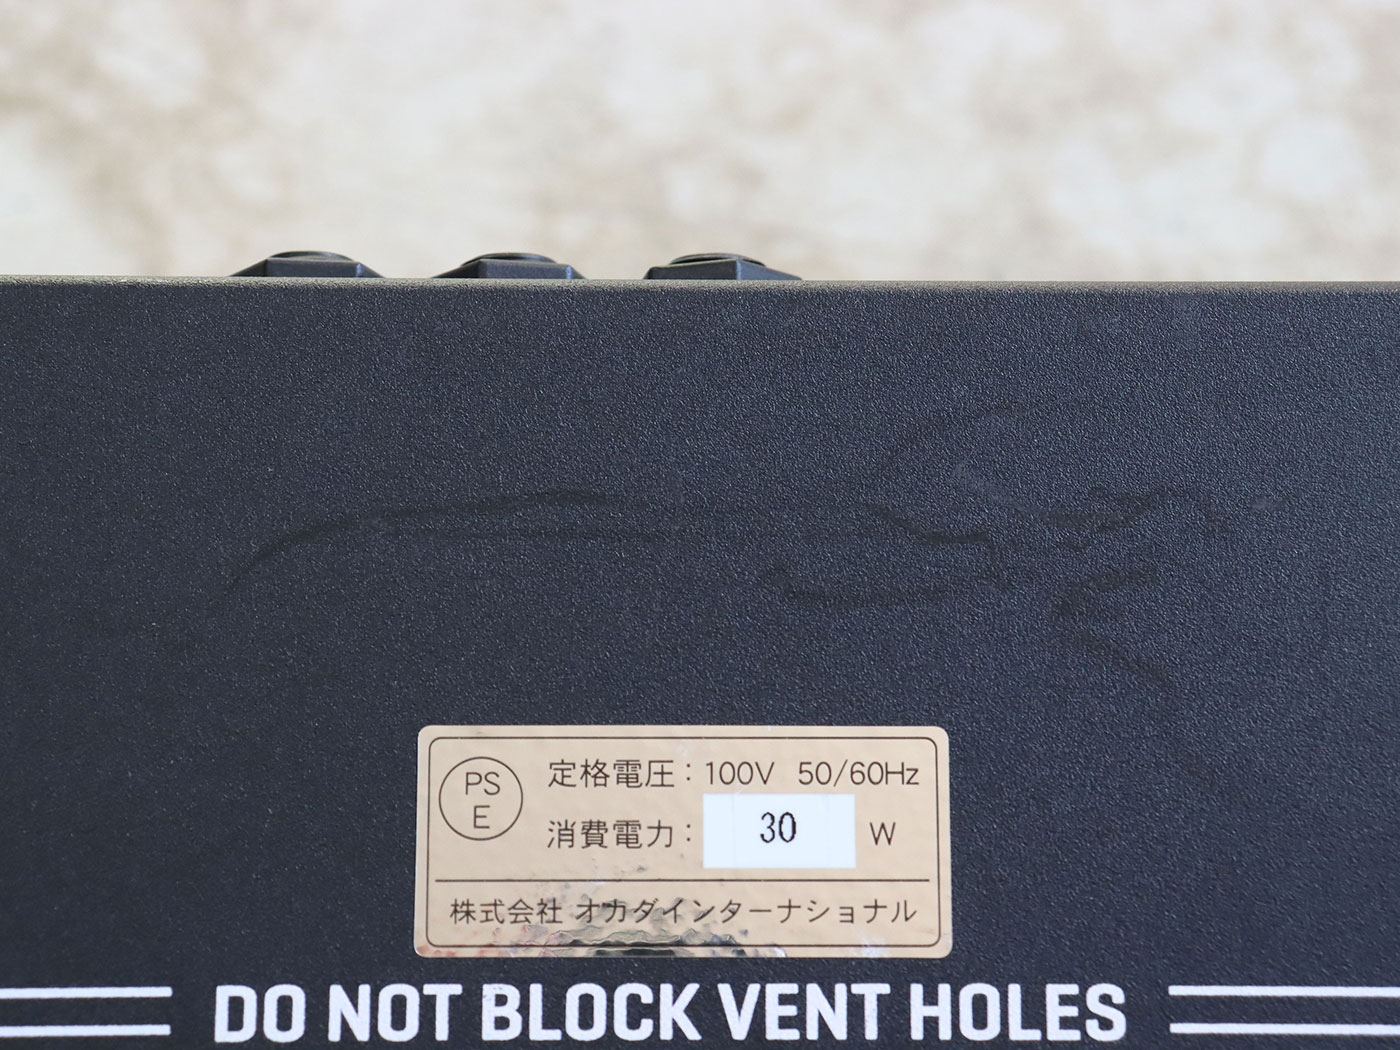 PS
E
定格電圧：100V 50/60Hz
消費電力：30 W
株式会社 オカダインターナショナル
DO NOT BLOCK VENT HOLES